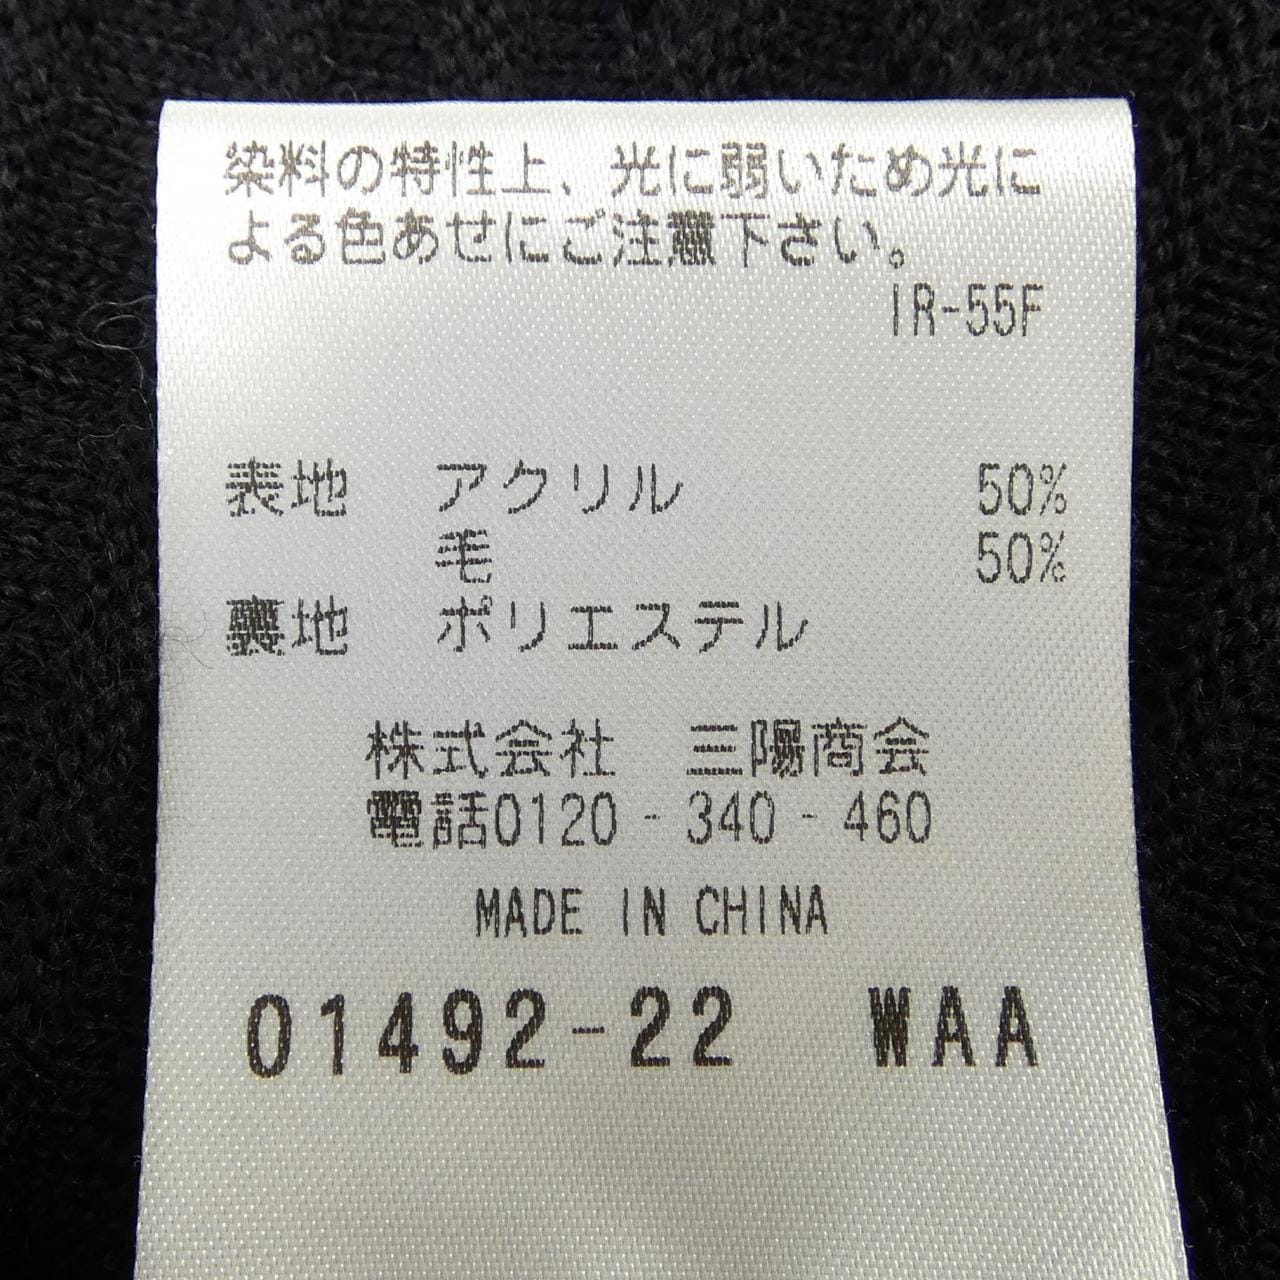 染料の特性上、光に弱いため光に
よる色あせにご注意下さい。
IR-55F
表地 アクリル 50%
毛 50%
裏地 ポリエステル
株式会社 三陽商会
電話0120-340-460
MADE IN CHINA
01492-22 WAA